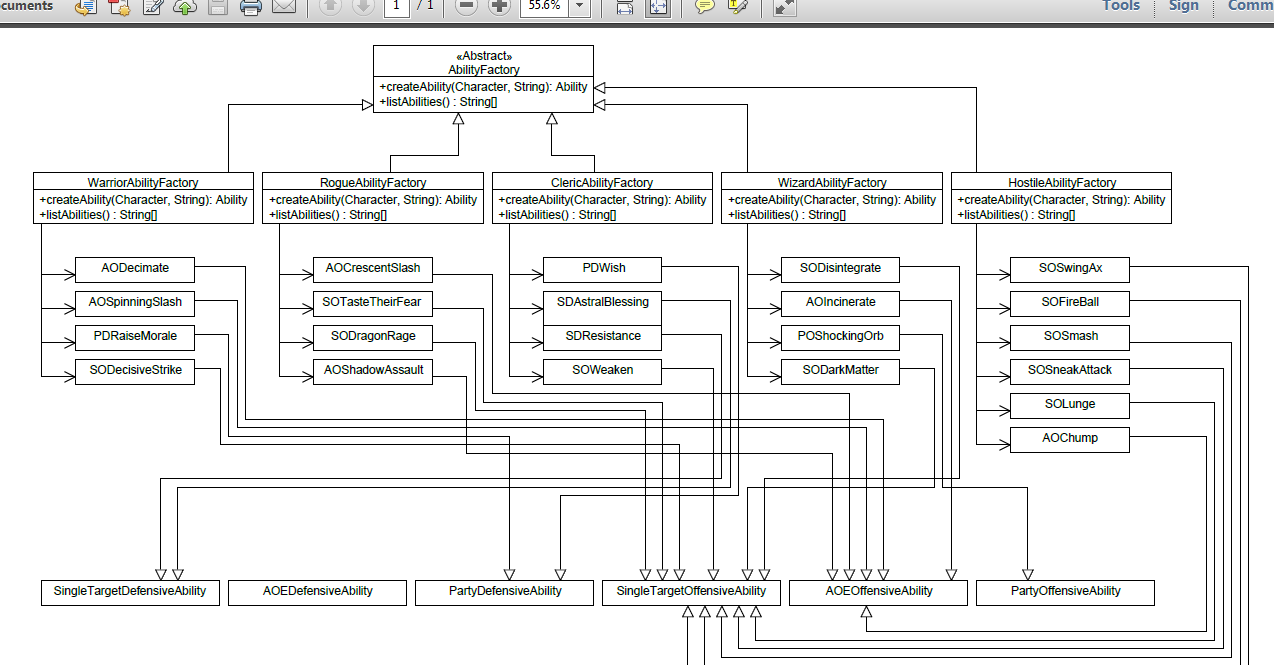 cuments
1 / 1
55.6%
Tools
Sign
Comm
«Abstract»
AbilityFactory
+createAbility(Character, String): Ability
+listAbilities() : String[]
WarriorAbilityFactory
+createAbility(Character, String): Ability
+listAbilities() : String[]
RogueAbilityFactory
+createAbility(Character, String): Ability
+listAbilities() : String[]
ClericAbilityFactory
+createAbility(Character, String): Ability
+listAbilities() : String[]
WizardAbilityFactory
+createAbility(Character, String): Ability
+listAbilities() : String[]
HostileAbilityFactory
+createAbility(Character, String): Ability
+listAbilities() : String[]
AODecimate
AOSpinningSlash
PDRaiseMorale
SODecisiveStrike
AOCrescentSlash
SOTasteTheirFear
SODragonRage
AOShadowAssault
PDWish
SDAstralBlessing
SDResistance
SOWeaken
SODisintegrate
AOIncinerate
POShockingOrb
SODarkMatter
SOSwingAx
SOFireBall
SOSmash
SOSneakAttack
SOLunge
AOChump
SingleTargetDefensiveAbility
AOEDefensiveAbility
PartyDefensiveAbility
SingleTargetOffensiveAbility
AOEOffensiveAbility
PartyOffensiveAbility